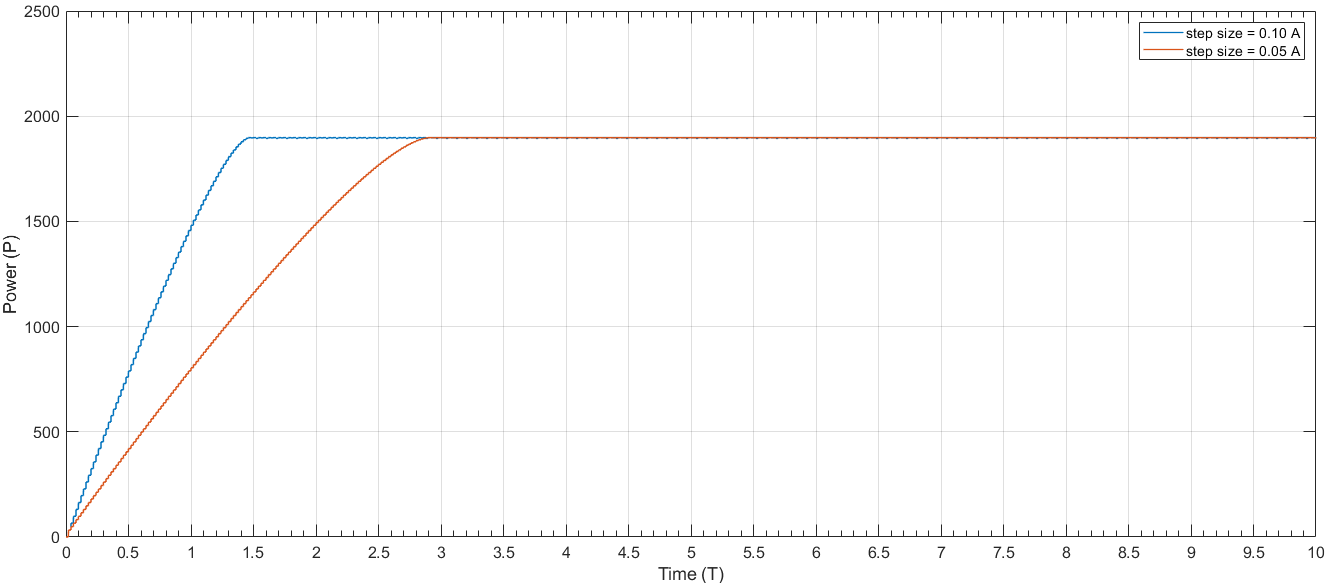 2500
2000
1500
1000
500
0
Power (P)
step size = 0.10 A
step size = 0.05 A
0 0.5 1 1.5 2 2.5 3 3.5 4 4.5 5 5.5 6 6.5 7 7.5 8 8.5 9 9.5 10
Time (T)